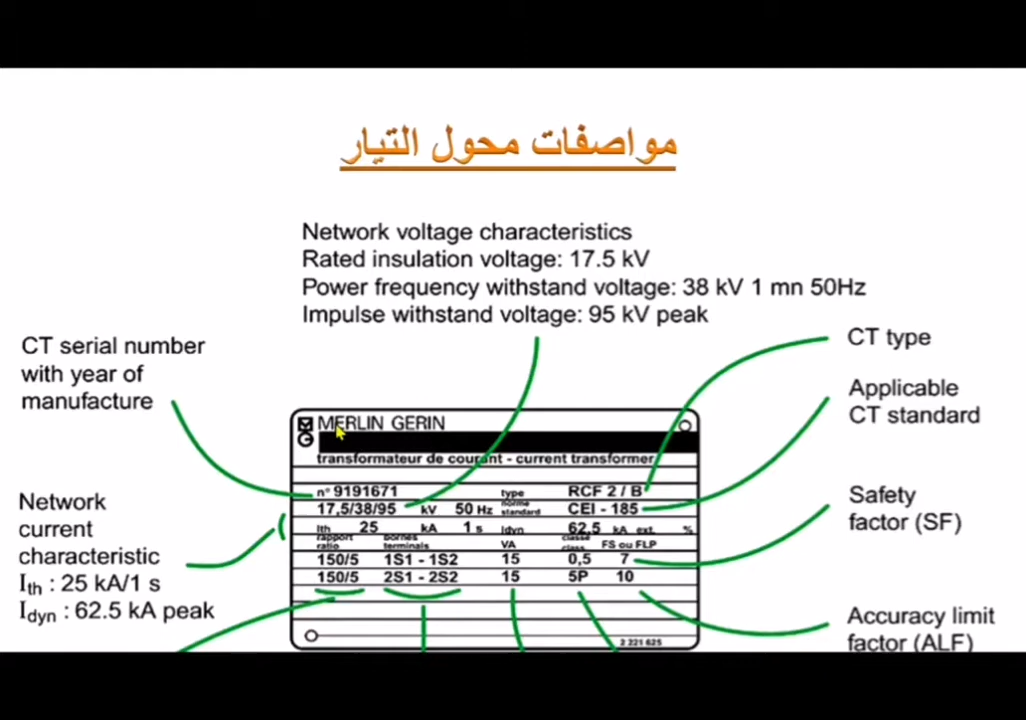 مواصفات محول التيار
Network voltage characteristics
Rated insulation voltage: 17.5 kV
Power frequency withstand voltage: 38 kV 1 mn 50Hz
Impulse withstand voltage: 95 kV peak
CT serial number
with year of
manufacture
CT type
Applicable
CT standard
MERLIN GERIN
transformateur de courant - current transformer
n° 9191671 type RCF 2 / B
17,5/38/95 kV 50 Hz norme standard CEI - 185
Ith 25 kA 1 s Idyn 62,5 kA ext. %
rapport bornes classe
ratio terminals VA class FS ou FLP
150/5 1S1 - 1S2 15 0,5 7
150/5 2S1 - 2S2 15 5P 10
2 221 625
Network
current
characteristic
Ith : 25 kA/1 s
Idyn : 62.5 kA peak
Safety
factor (SF)
Accuracy limit
factor (ALF)